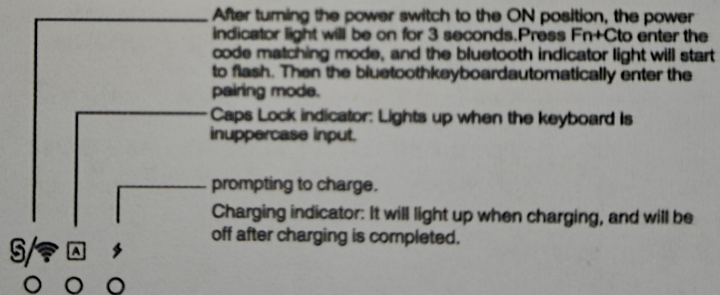 After turning the power switch to the ON position, the power
indicator light will be on for 3 seconds.Press Fn+Cto enter the
code matching mode, and the bluetooth indicator light will start
to flash. Then the bluetoothkeyboardautomatically enter the
pairing mode.
Caps Lock indicator: Lights up when the keyboard is
inuppercase input.
prompting to charge.
Charging indicator: It will light up when charging, and will be
off after charging is completed.
A